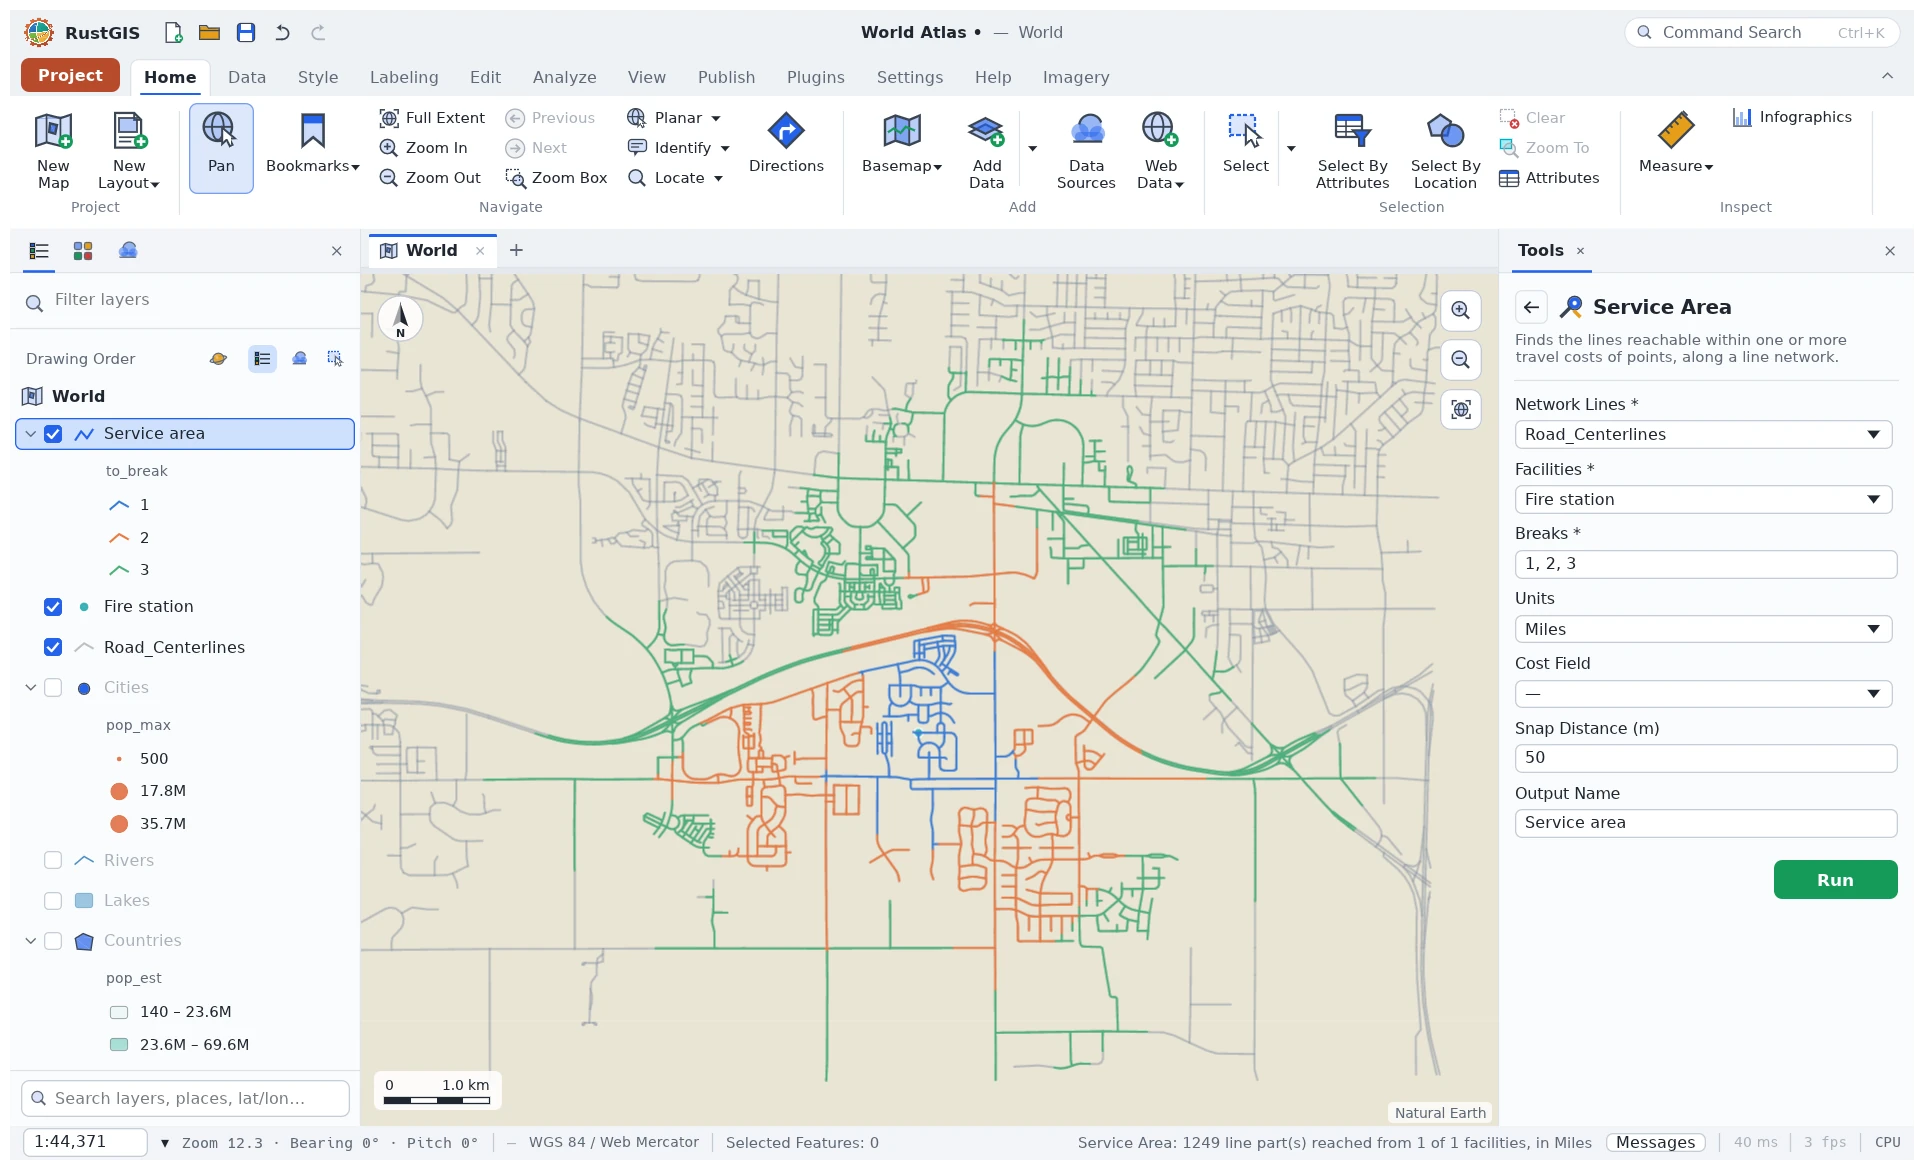 RustGIS
World Atlas • — World
Command Search Ctrl+K
Project Home Data Style Labeling Edit Analyze View Publish Plugins Settings Help Imagery
New Map
New Layout
Project
Pan
Bookmarks
Full Extent
Zoom In
Zoom Out
Previous
Next
Zoom Box
Planar
Identify
Locate
Directions
Navigate
Basemap
Add Data
Data Sources
Web Data
Add
Select
Select By Attributes
Select By Location
Clear
Zoom To
Attributes
Selection
Measure
Infographics
Inspect
Filter layers
Drawing Order
World
Service area
to_break
1
2
3
Fire station
Road_Centerlines
Cities
pop_max
500
17.8M
35.7M
Rivers
Lakes
Countries
pop_est
140 – 23.6M
23.6M – 69.6M
Search layers, places, lat/lon...
World
N
0 1.0 km
Natural Earth
Tools
Service Area
Finds the lines reachable within one or more
travel costs of points, along a line network.
Network Lines *
Road_Centerlines
Facilities *
Fire station
Breaks *
1, 2, 3
Units
Miles
Cost Field
—
Snap Distance (m)
50
Output Name
Service area
Run
1:44,371 Zoom 12.3 · Bearing 0° · Pitch 0° — WGS 84 / Web Mercator Selected Features: 0 Service Area: 1249 line part(s) reached from 1 of 1 facilities, in Miles Messages 40 ms 3 fps CPU